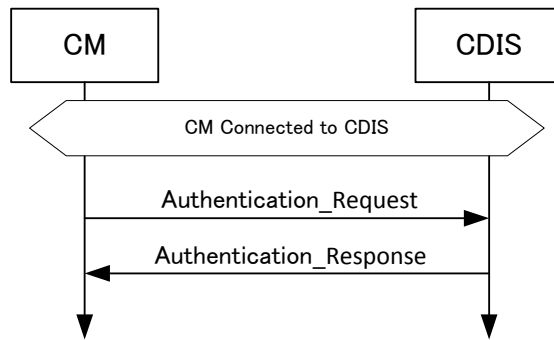 CM
CDIS
CM Connected to CDIS
Authentication_Request
Authentication_Response